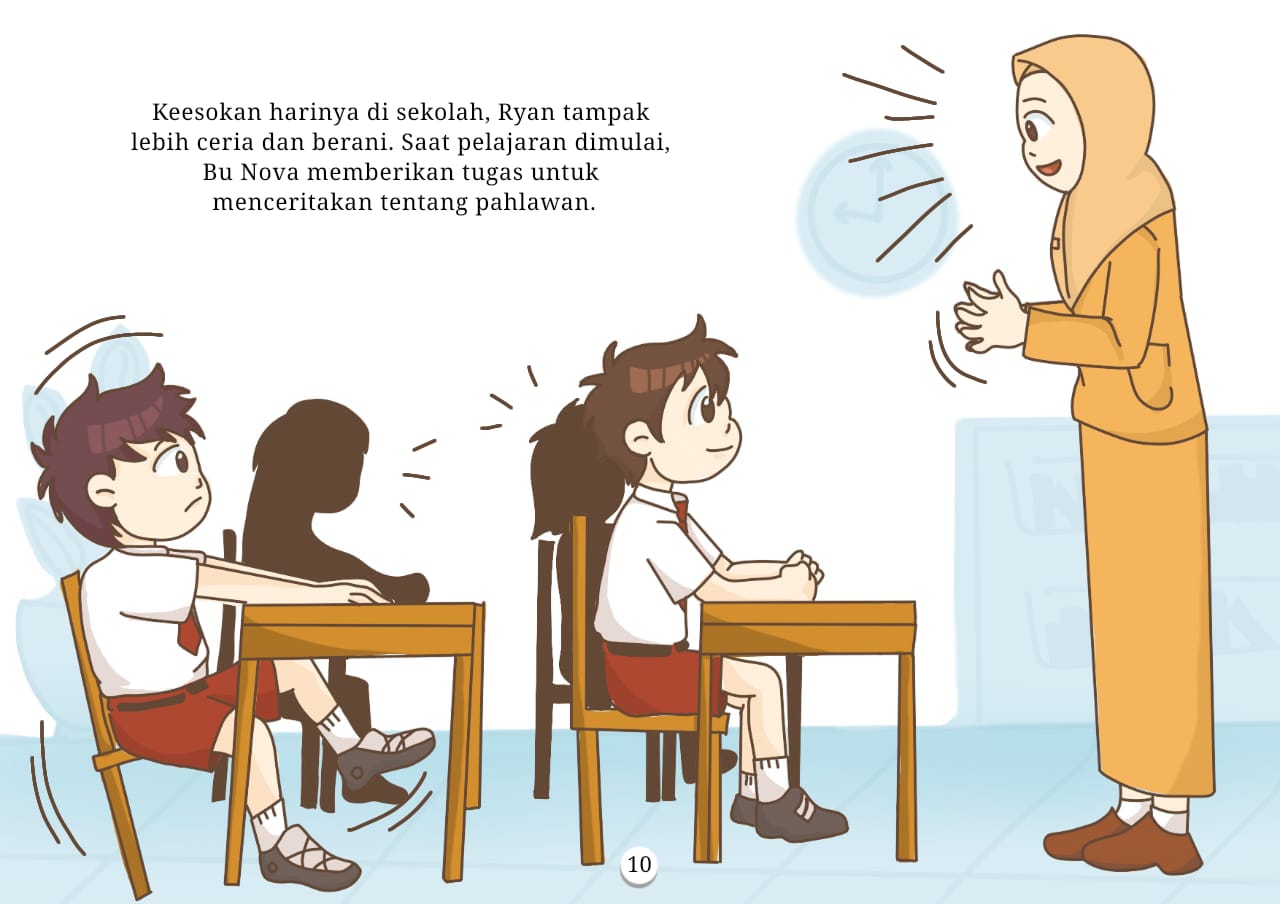 Keesokan harinya di sekolah, Ryan tampak
lebih ceria dan berani. Saat pelajaran dimulai,
Bu Nova memberikan tugas untuk
menceritakan tentang pahlawan.
10